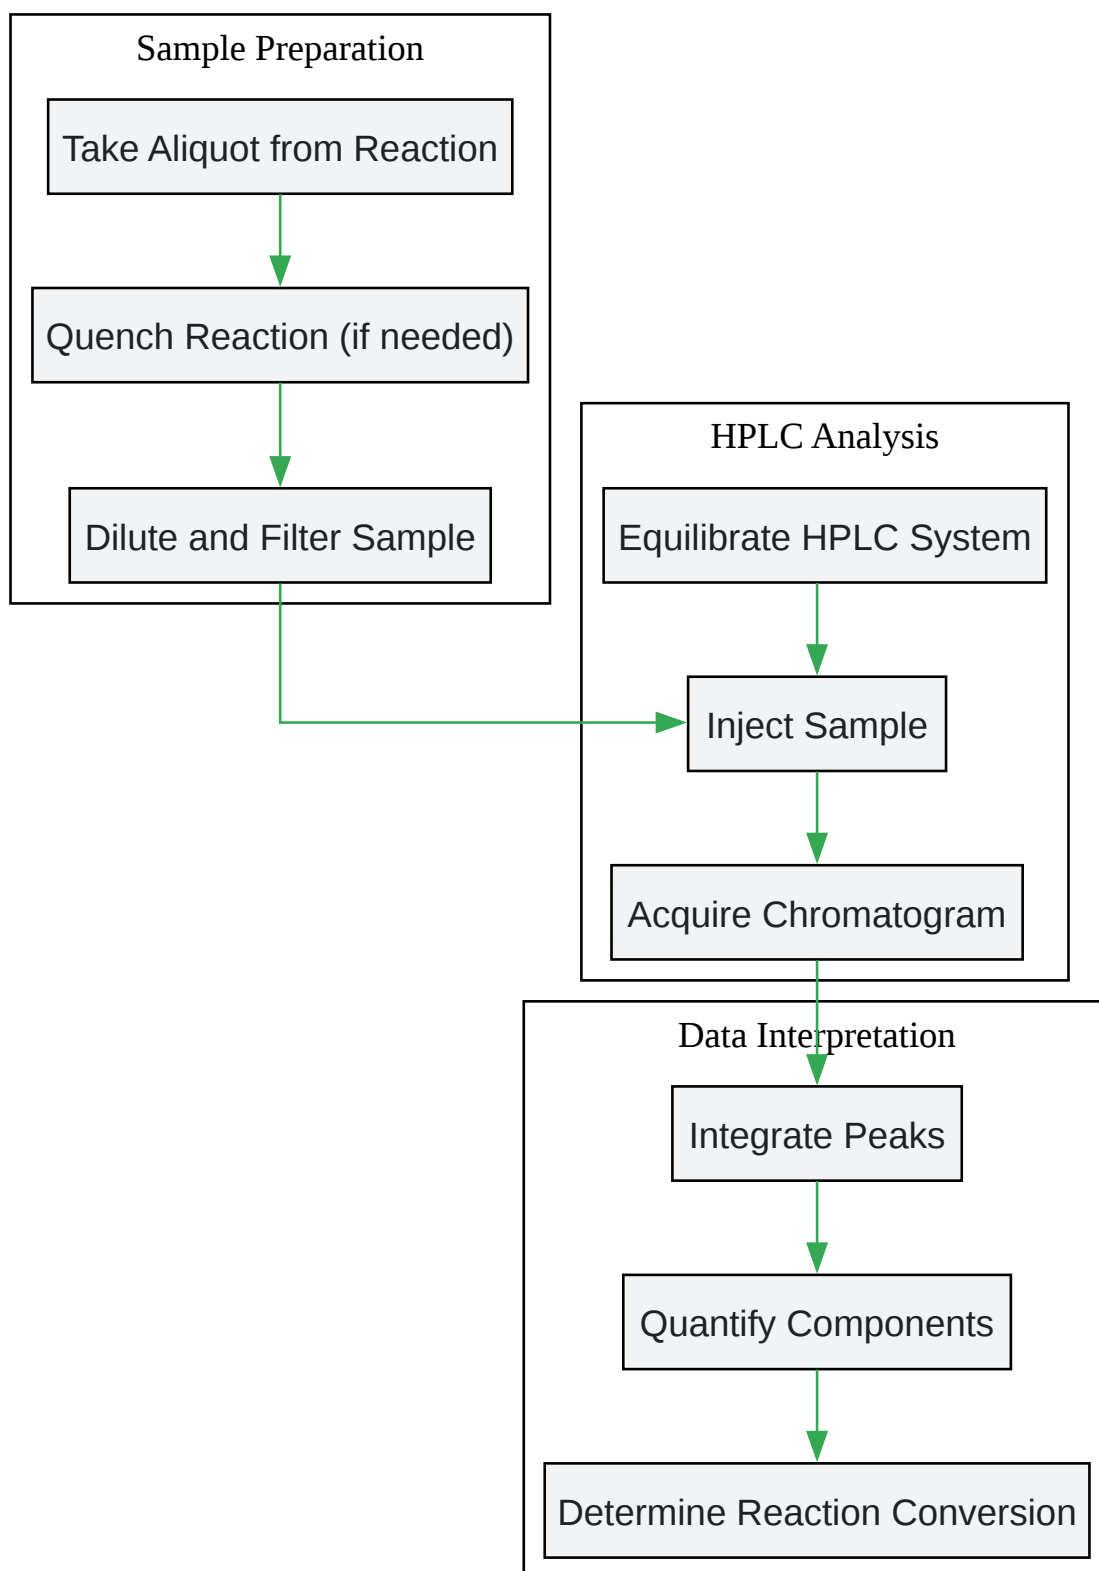 Sample Preparation
Take Aliquot from Reaction
Quench Reaction (if needed)
Dilute and Filter Sample
HPLC Analysis
Equilibrate HPLC System
Inject Sample
Acquire Chromatogram
Data Interpretation
Integrate Peaks
Quantify Components
Determine Reaction Conversion